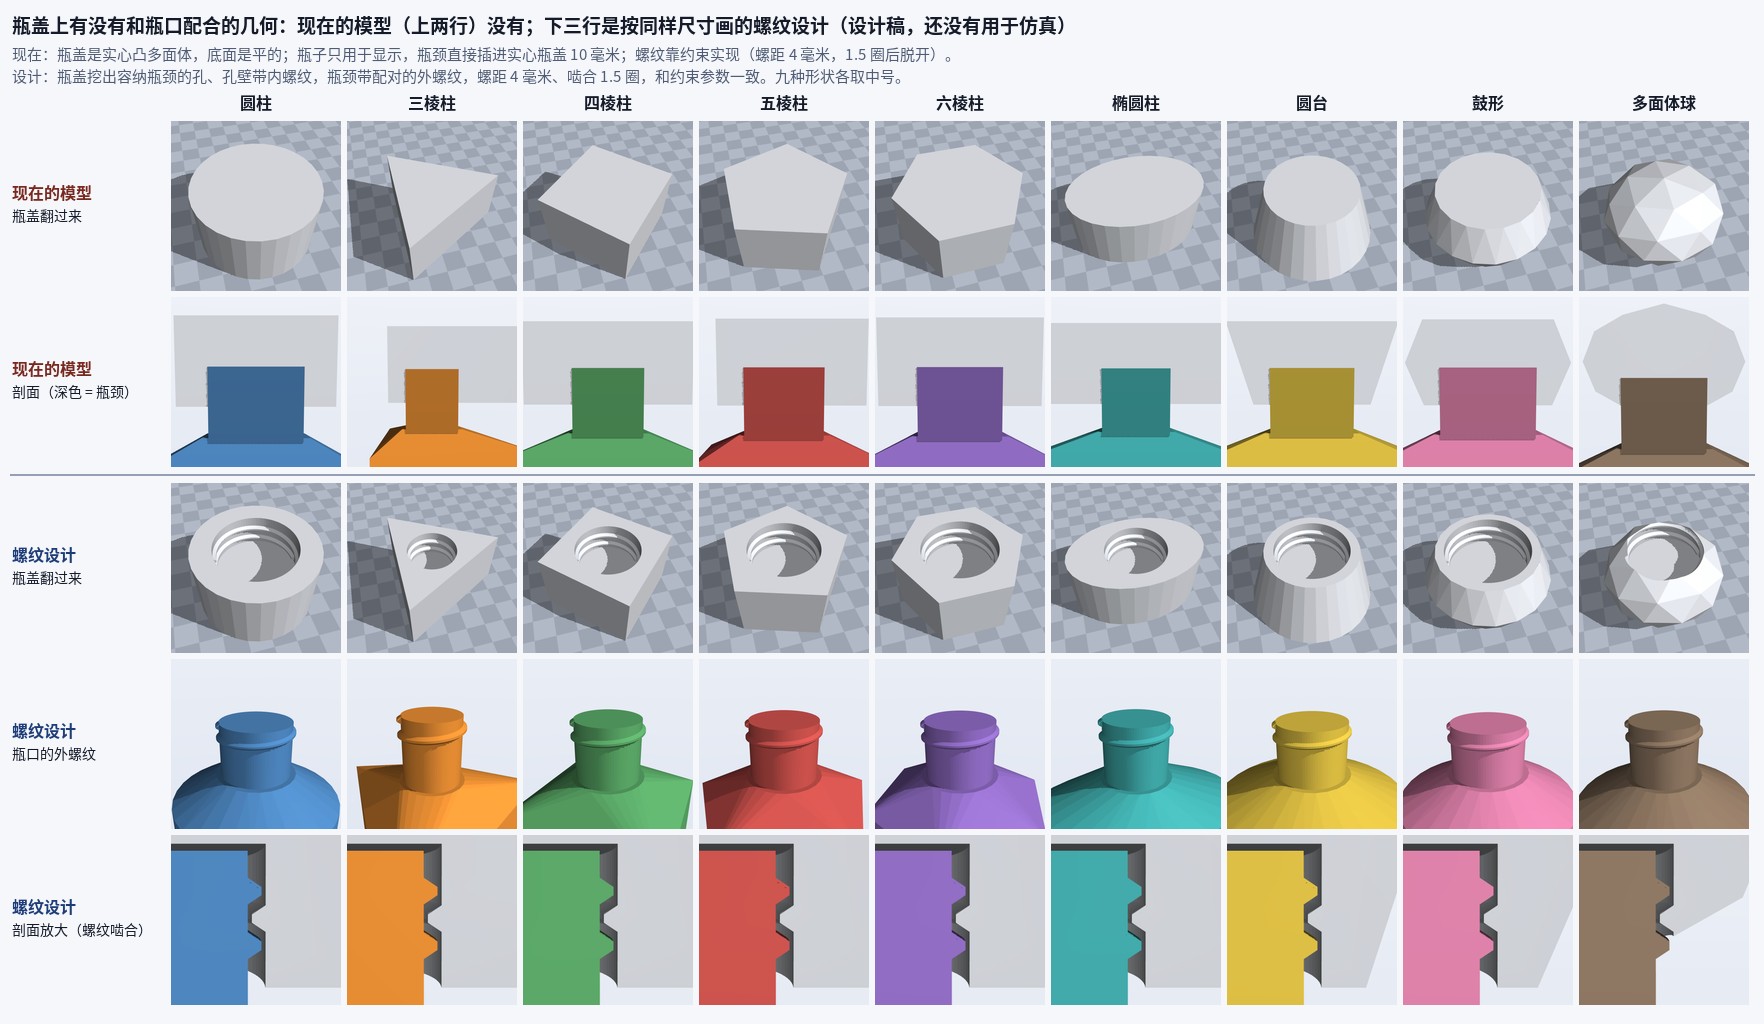 瓶盖上有没有和瓶口配合的几何：现在的模型（上两行）没有；下三行是按同样尺寸画的螺纹设计（设计稿，还没有用于仿真）
现在：瓶盖是实心凸多面体，底面是平的；瓶子只用于显示，瓶颈直接插进实心瓶盖 10 毫米；螺纹靠约束实现（螺距 4 毫米，1.5 圈后脱开）。
设计：瓶盖挖出容纳瓶颈的孔、孔壁带内螺纹，瓶颈带配对的外螺纹，螺距 4 毫米、啮合 1.5 圈，和约束参数一致。九种形状各取中号。
圆柱 三棱柱 四棱柱 五棱柱 六棱柱 椭圆柱 圆台 鼓形 多面体球
现在的模型
瓶盖翻过来
现在的模型
剖面（深色 = 瓶颈）
螺纹设计
瓶盖翻过来
螺纹设计
瓶口的外螺纹
螺纹设计
剖面放大（螺纹啮合）